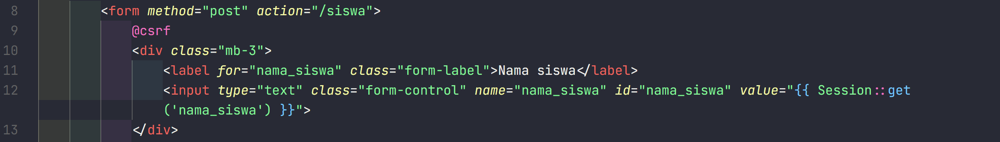 8 <form method="post" action="/siswa">
9 @csrf
10 <div class="mb-3">
11 <label for="nama_siswa" class="form-label">Nama siswa</label>
12 <input type="text" class="form-control" name="nama_siswa" id="nama_siswa" value="{{ Session::get
('nama_siswa') }}">
13 </div>